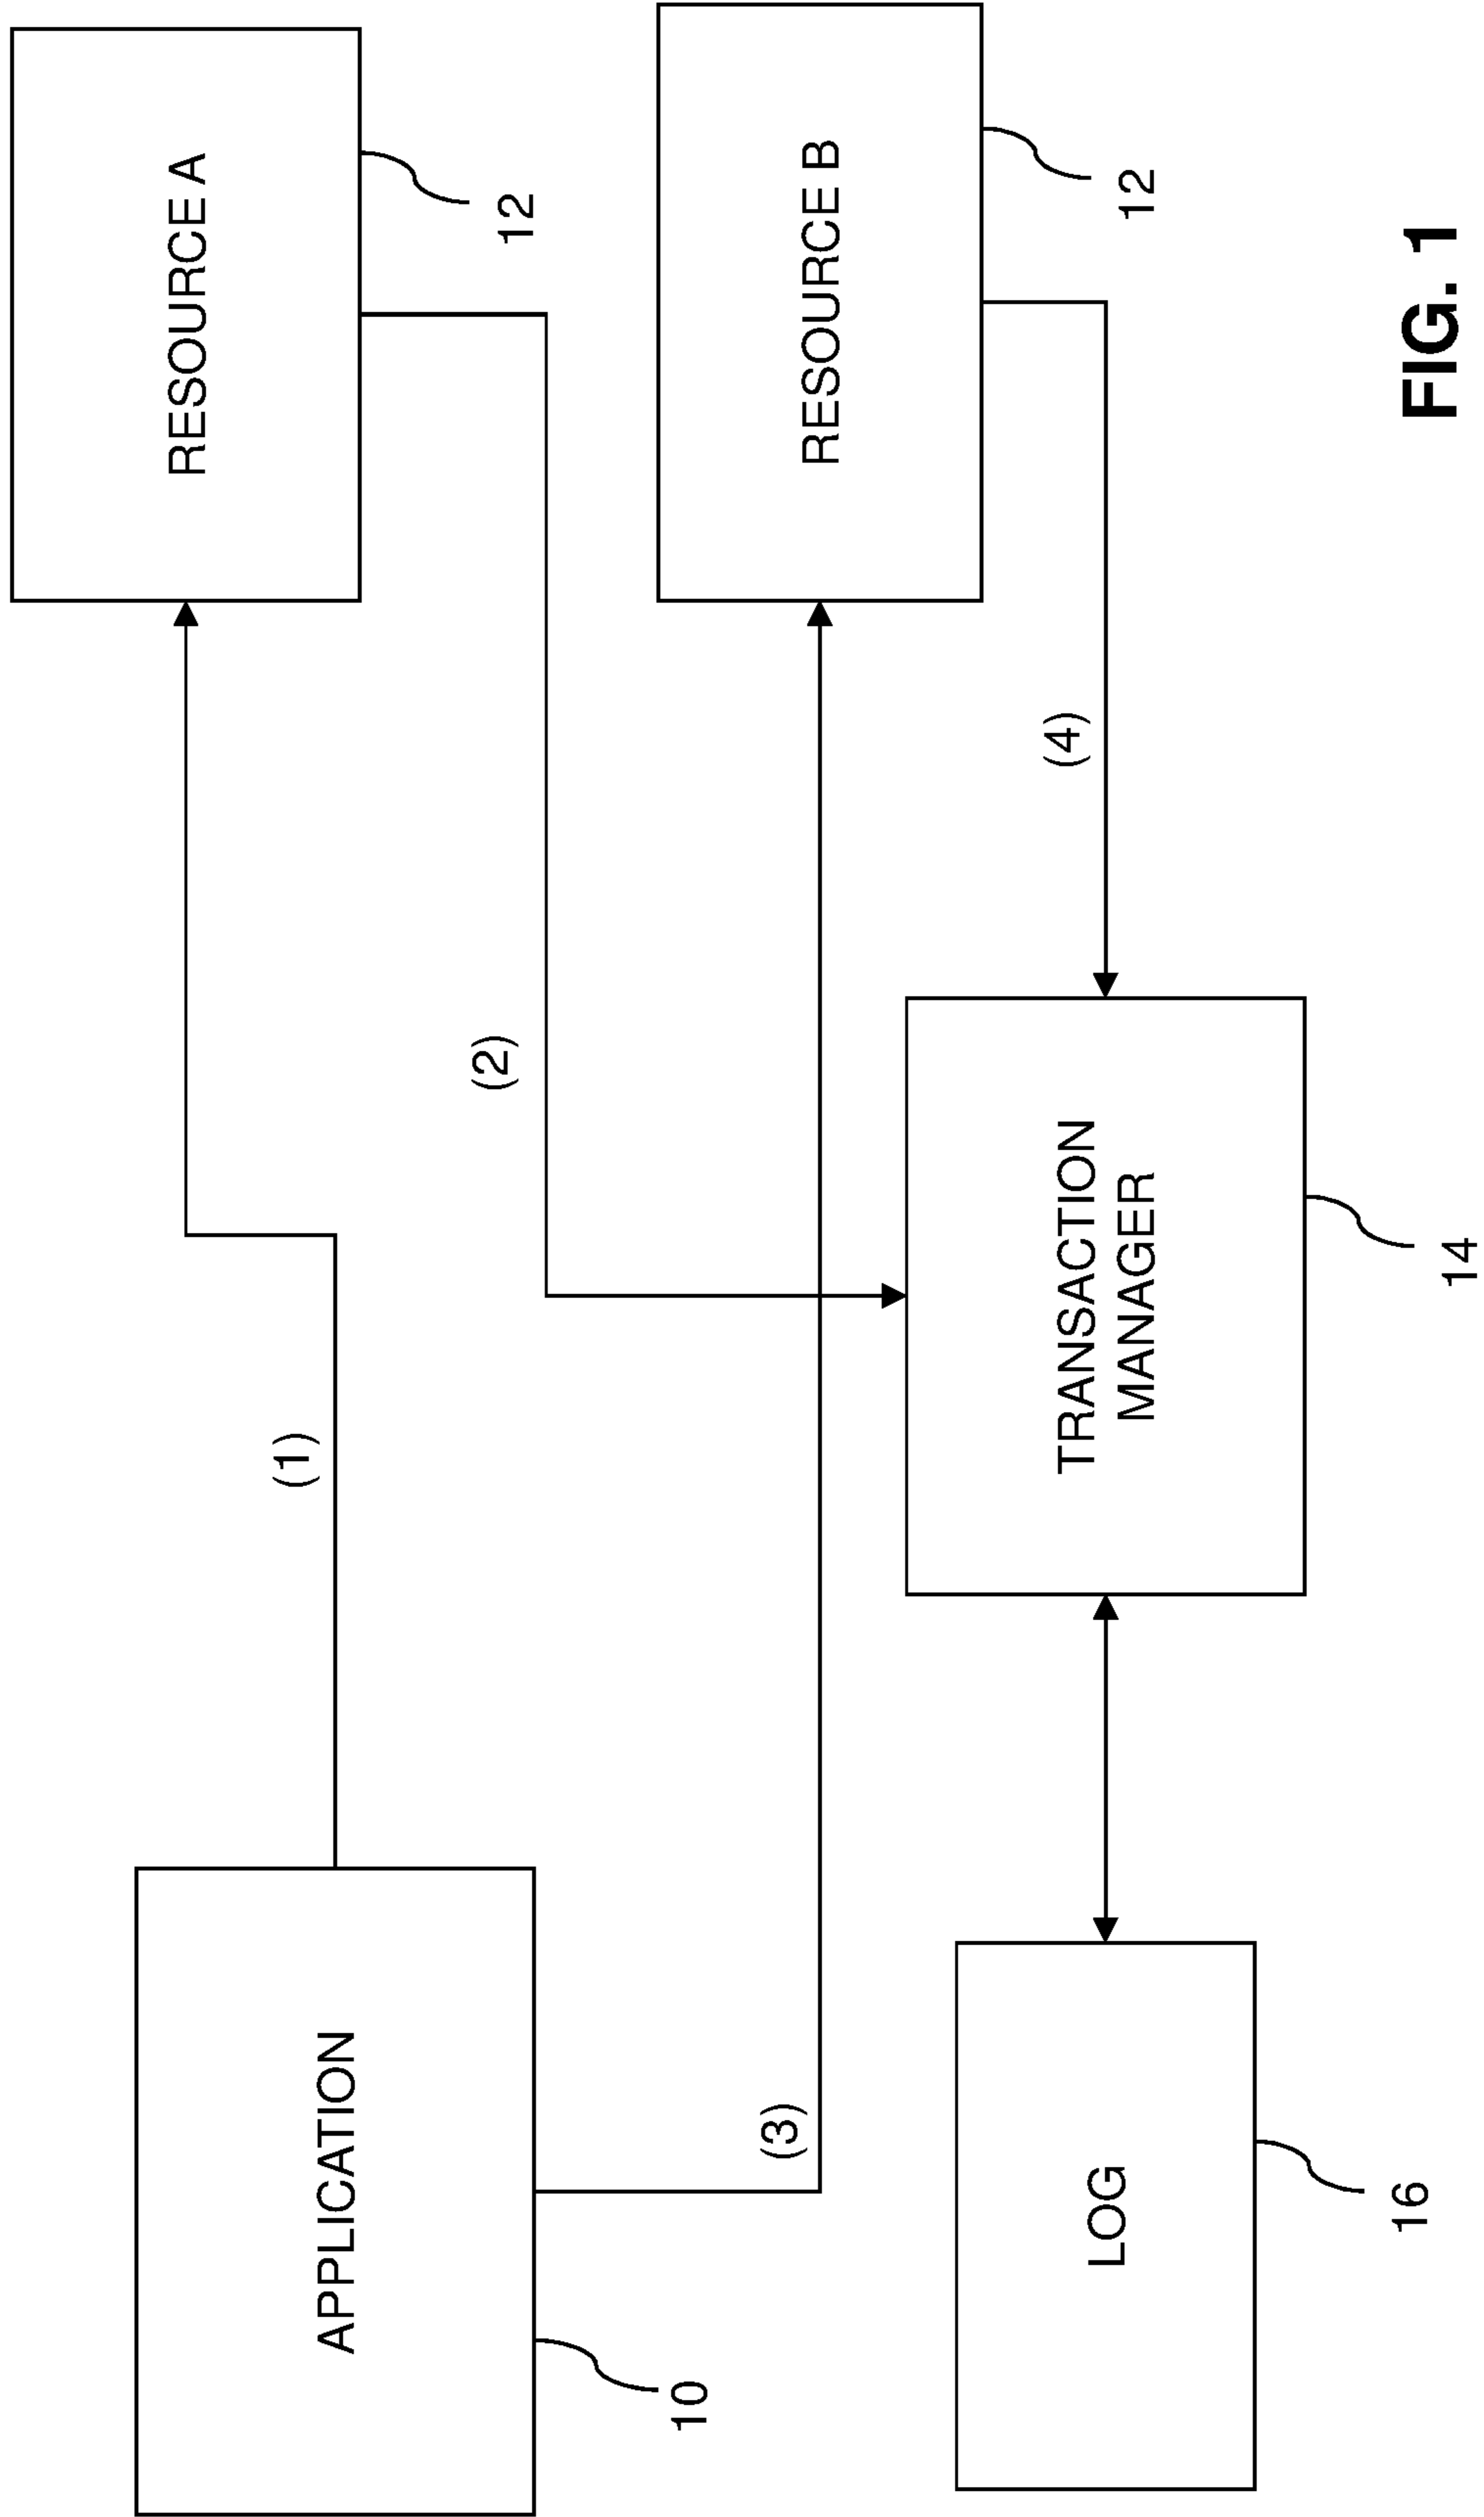 APPLICATION
10
(1)
RESOURCE A
12
(2)
(3)
RESOURCE B
12
(4)
TRANSACTION
MANAGER
14
LOG
16
FIG. 1